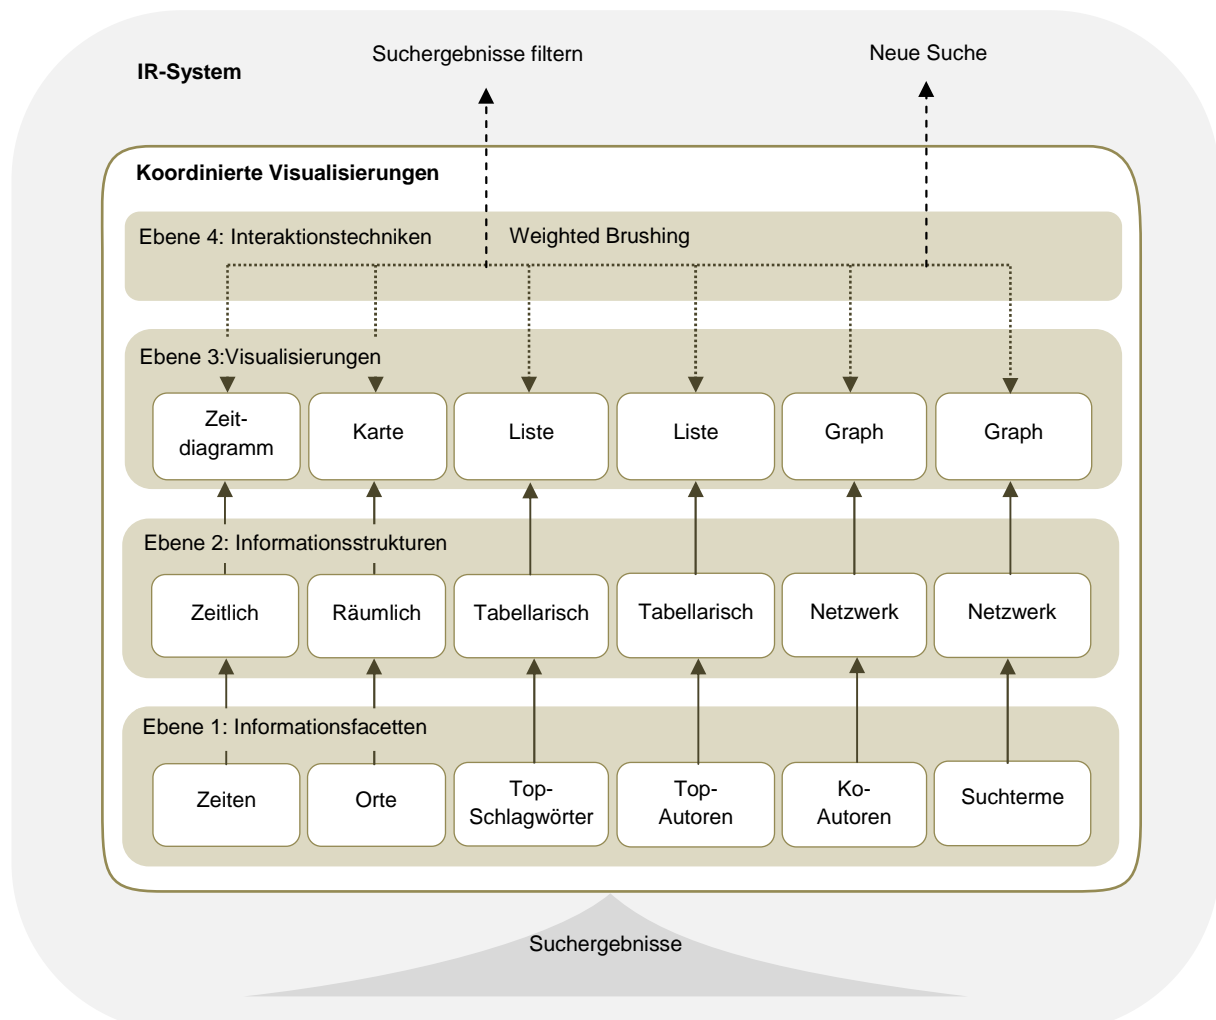 Suchergebnisse filtern
Neue Suche
IR-System
Koordinierte Visualisierungen
Ebene 4: Interaktionstechniken
Weighted Brushing
Ebene 3:Visualisierungen
Zeit-
diagramm
Karte
Liste
Liste
Graph
Graph
Ebene 2: Informationsstrukturen
Zeitlich
Räumlich
Tabellarisch
Tabellarisch
Netzwerk
Netzwerk
Ebene 1: Informationsfacetten
Zeiten
Orte
Top-
Schlagwörter
Top-
Autoren
Ko-
Autoren
Suchterme
Suchergebnisse